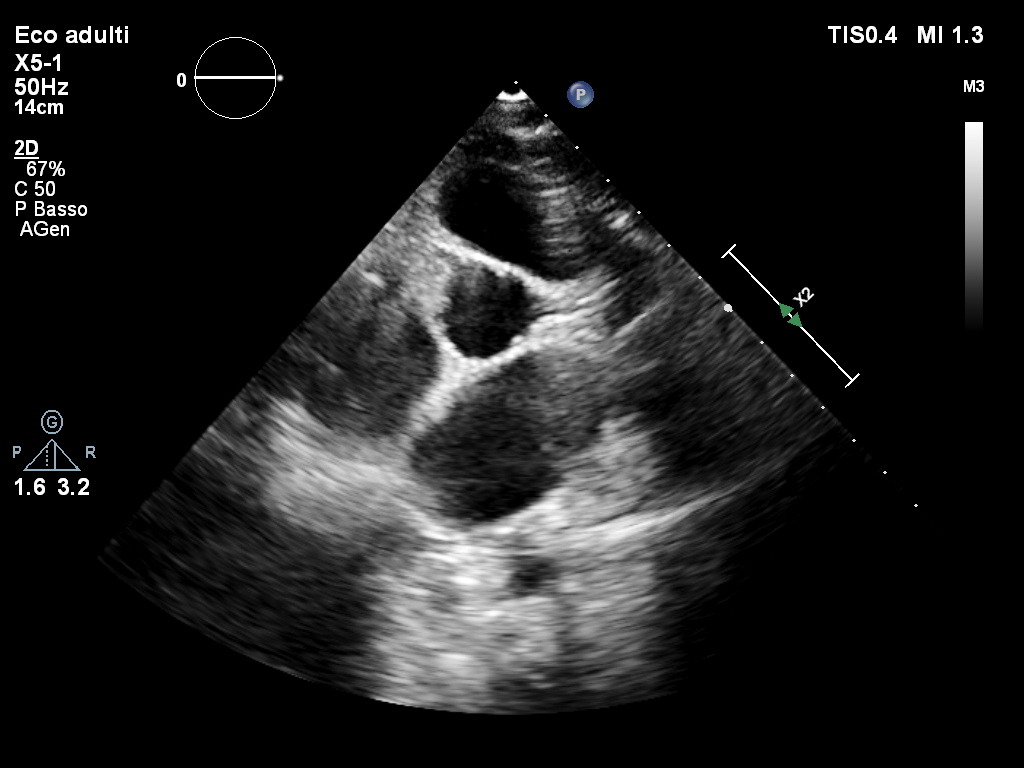 Eco adulti
X5-1
50Hz
14cm
2D
67%
C 50
P Basso
AGen
0
P
TIS0.4 MI 1.3
M3
X2
G
P R
1.6 3.2